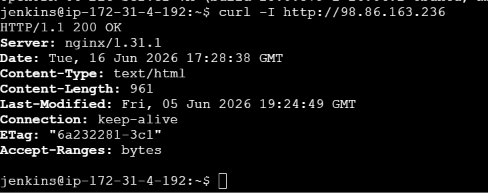 jenkins@ip-172-31-4-192:~$ curl -I http://98.86.163.236
HTTP/1.1 200 OK
Server: nginx/1.31.1
Date: Tue, 16 Jun 2026 17:28:38 GMT
Content-Type: text/html
Content-Length: 961
Last-Modified: Fri, 05 Jun 2026 19:24:49 GMT
Connection: keep-alive
ETag: "6a232281-3c1"
Accept-Ranges: bytes
jenkins@ip-172-31-4-192:~$